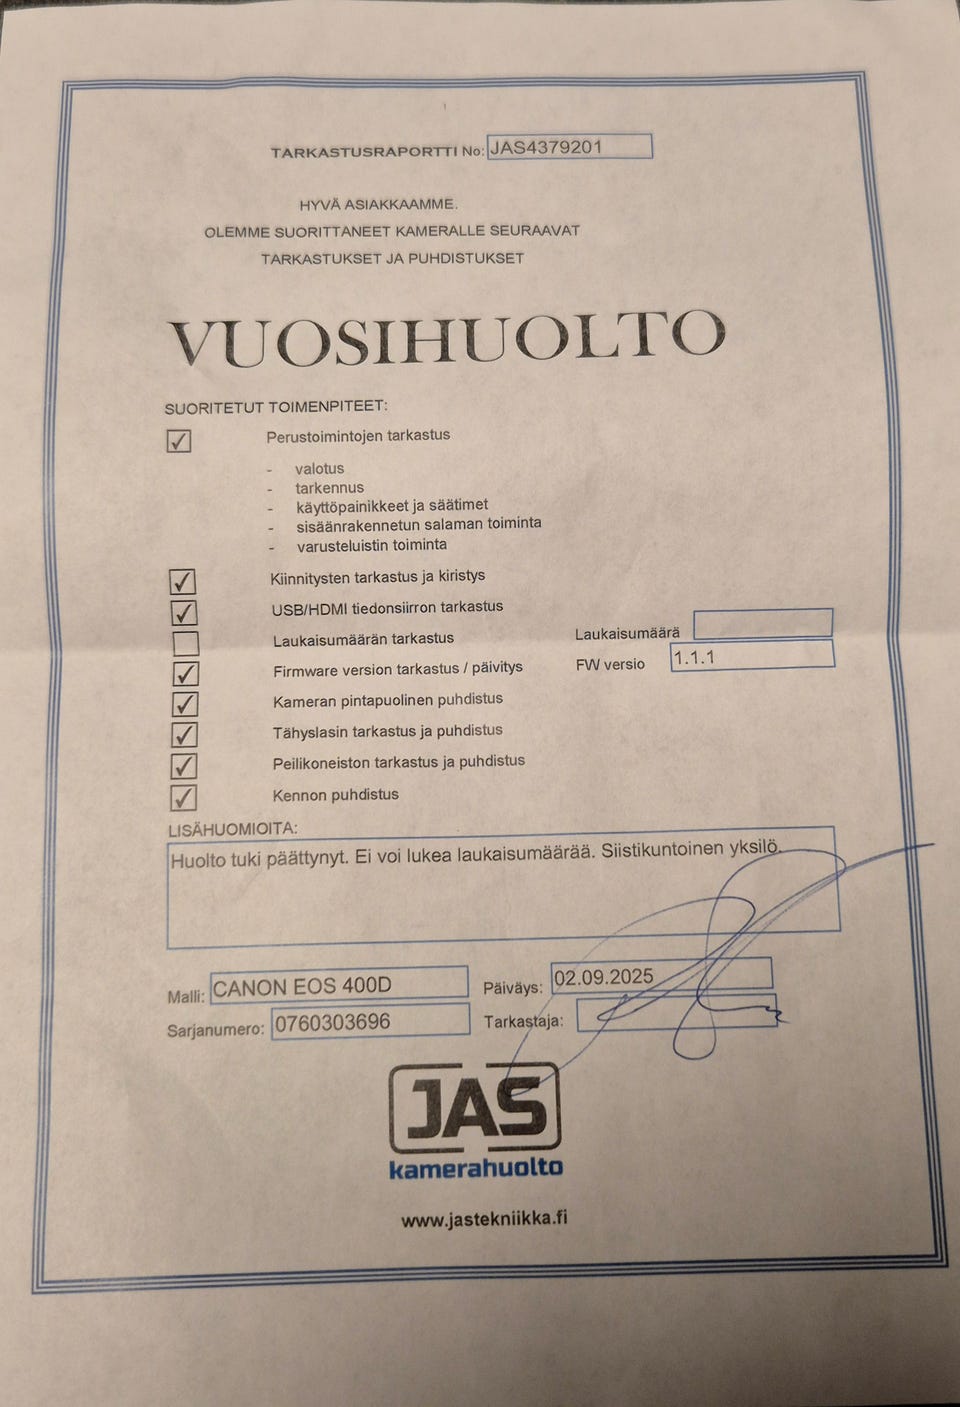 TARKASTUSRAPORTTI No: JAS4379201
HYVÄ ASIAKKAAMME.
OLEMME SUORITTANEET KAMERALLE SEURAAVAT
TARKASTUKSET JA PUHDISTUKSET
VUOSIHUOLTO
SUORITETUT TOIMENPITEET:
Perustoimintojen tarkastus
- valotus
- tarkennus
- käyttöpainikkeet ja säätimet
- sisäänrakennetun salaman toiminta
- varusteluistin toiminta
Kiinnitysten tarkastus ja kiristys
USB/HDMI tiedonsiirron tarkastus
Laukaisumäärän tarkastus Laukaisumäärä
Firmware version tarkastus / päivitys FW versio 1.1.1
Kameran pintapuolinen puhdistus
Tähyslasin tarkastus ja puhdistus
Peilikoneiston tarkastus ja puhdistus
Kennon puhdistus
LISÄHUOMIOITA:
Huolto tuki päättynyt. Ei voi lukea laukaisumäärää. Siistikuntoinen yksilö.
Malli: CANON EOS 400D Päiväys: 02.09.2025
Sarjanumero: 0760303696 Tarkastaja:
JAS
kamerahuolto
www.jastekniikka.fi